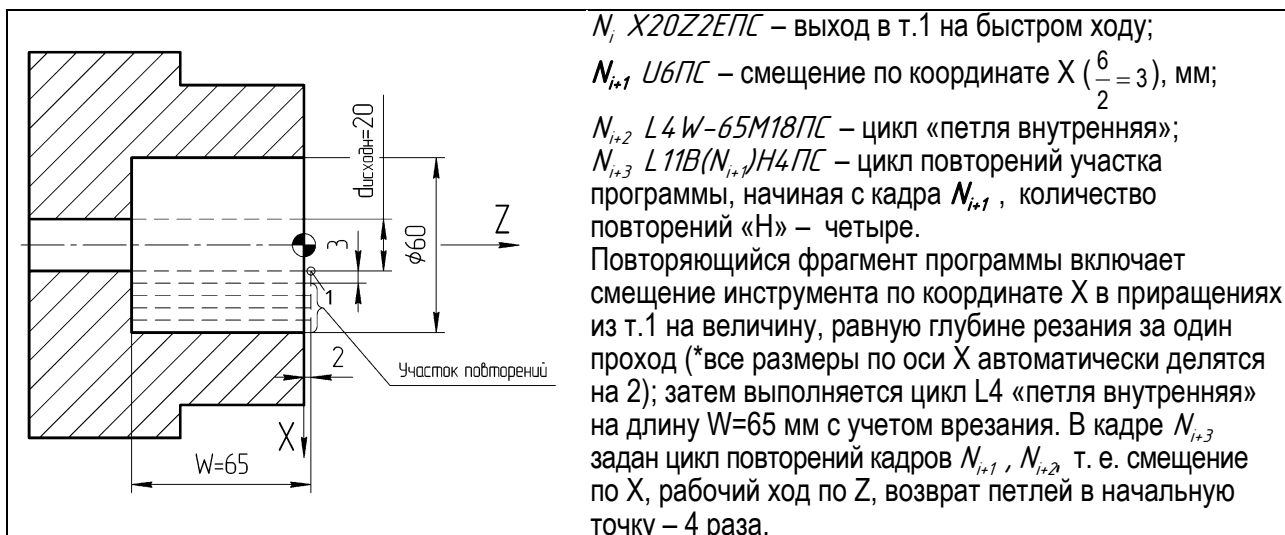 dисходн=20
3
Z
ϕ60
1
2
Участок повторений
X
W=65
Ni X20Z2ЕПС – выход в т.1 на быстром ходу;
Ni+1 U6ПС – смещение по координате X (6/2 = 3), мм;
Ni+2 L4W-65M18ПС – цикл «петля внутренняя»;
Ni+3 L11B(Ni+1)H4ПС – цикл повторений участка
программы, начиная с кадра Ni+1 , количество
повторений «Н» – четыре.
Повторяющийся фрагмент программы включает
смещение инструмента по координате X в приращениях
из т.1 на величину, равную глубине резания за один
проход (*все размеры по оси X автоматически делятся
на 2); затем выполняется цикл L4 «петля внутренняя»
на длину W=65 мм с учетом врезания. В кадре Ni+3
задан цикл повторений кадров Ni+1 , Ni+2, т. е. смещение
по X, рабочий ход по Z, возврат петлей в начальную
точку – 4 раза.